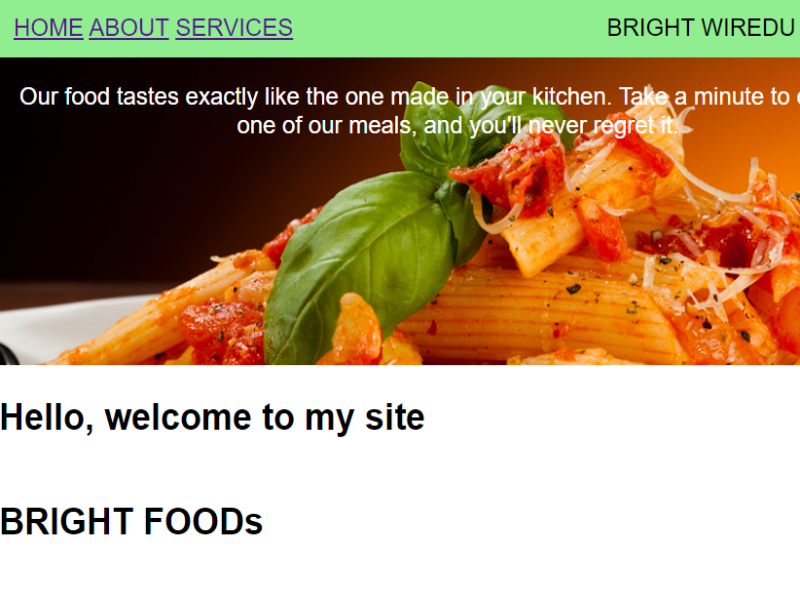 HOME ABOUT SERVICES BRIGHT WIREDU
Our food tastes exactly like the one made in your kitchen. Take a minute to
one of our meals, and you'll never regret it.
Hello, welcome to my site
BRIGHT FOODs